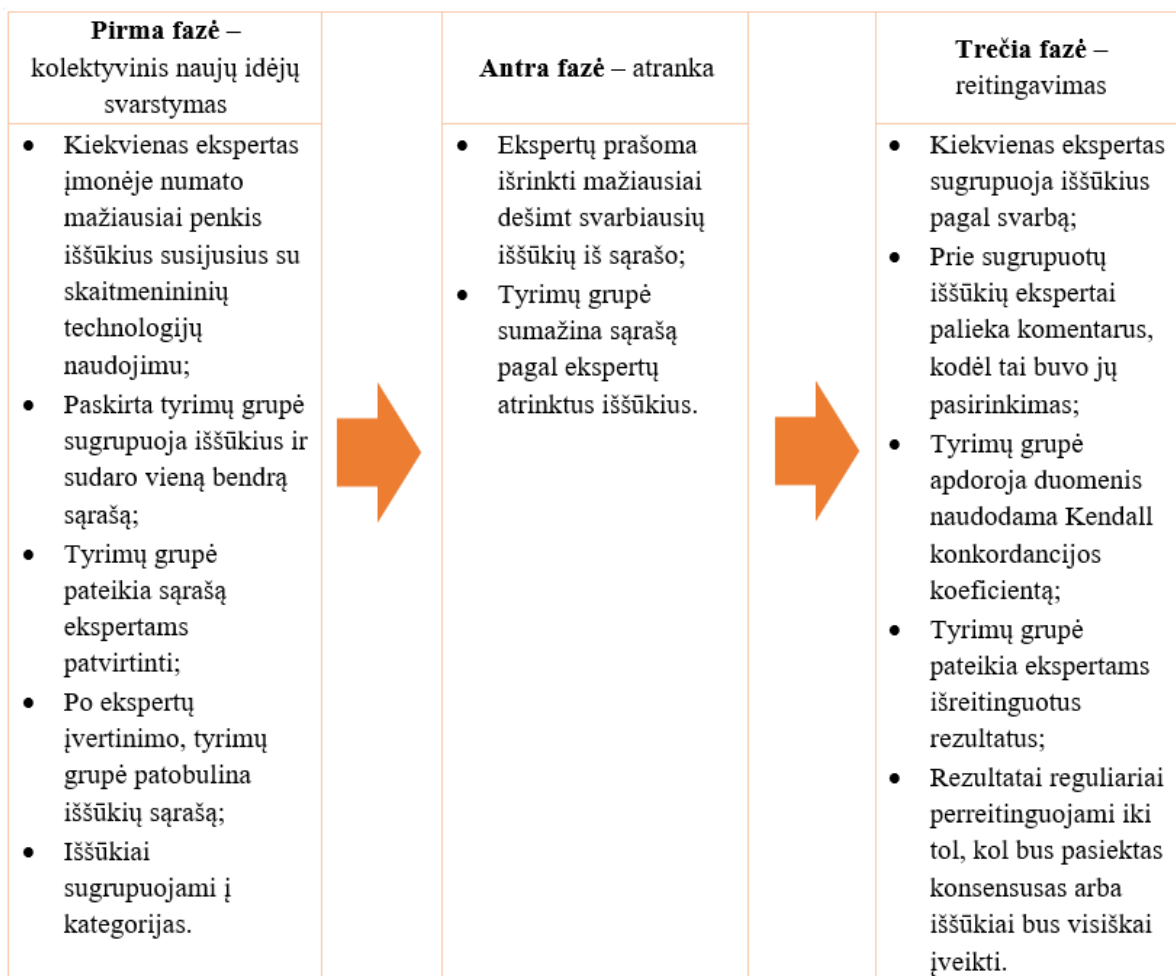 Pirma fazė –
kolektyvinis naujų idėjų
svarstymas
• Kiekvienas ekspertas
įmonėje numato
mažiausiai penkis
iššūkius susijusius su
skaitmenininių
technologijų
naudojimu;
• Paskirta tyrimų grupė
sugrupuoja iššūkius ir
sudaro vieną bendrą
sąrašą;
• Tyrimų grupė
pateikia sąrašą
ekspertams
patvirtinti;
• Po ekspertų
įvertinimo, tyrimų
grupė patobulina
iššūkių sąrašą;
• Iššūkiai
sugrupuojami į
kategorijas.
Antra fazė – atranka
• Ekspertų prašoma
išrinkti mažiausiai
dešimt svarbiausių
iššūkių iš sąrašo;
• Tyrimų grupė
sumažina sąrašą
pagal ekspertų
atrinktus iššūkius.
Trečia fazė –
reitingavimas
• Kiekvienas ekspertas
sugrupuoja iššūkius
pagal svarbą;
• Prie sugrupuotų
iššūkių ekspertai
palieka komentarus,
kodėl tai buvo jų
pasirinkimas;
• Tyrimų grupė
apdoroja duomenis
naudodama Kendall
konkordancijos
koeficientą;
• Tyrimų grupė
pateikia ekspertams
išreitinguotus
rezultatus;
• Rezultatai reguliariai
perreitinguojami iki
tol, kol bus pasiektas
konsensusas arba
iššūkiai bus visiškai
įveikti.